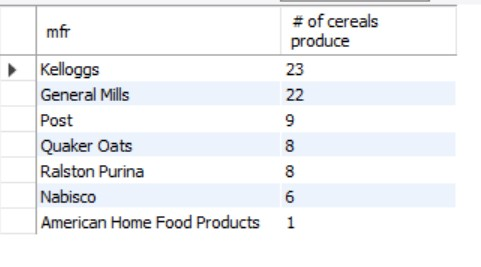 mfr # of cereals
produce
Kelloggs 23
General Mills 22
Post 9
Quaker Oats 8
Ralston Purina 8
Nabisco 6
American Home Food Products 1